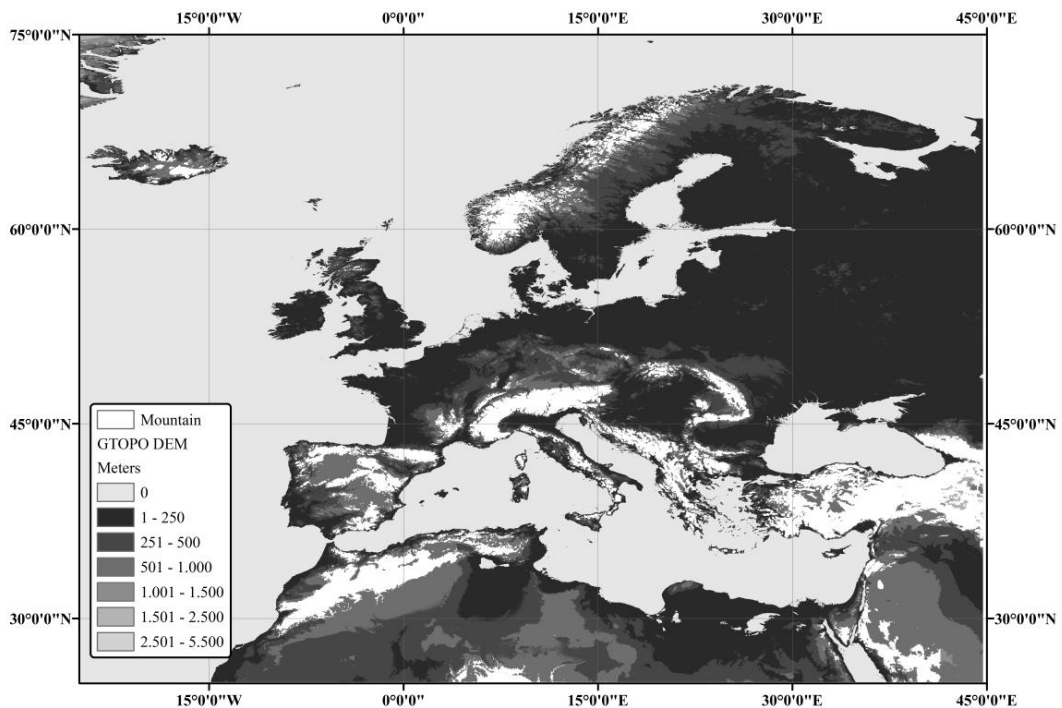 15°0'0"W 0°0'0" 15°0'0"E 30°0'0"E 45°0'0"E
75°0'0"N
60°0'0"N 60°0'0"N
45°0'0"N 45°0'0"N
30°0'0"N 30°0'0"N
Mountain
GTOPO DEM
Meters
0
1 - 250
251 - 500
501 - 1.000
1.001 - 1.500
1.501 - 2.500
2.501 - 5.500
15°0'0"W 0°0'0" 15°0'0"E 30°0'0"E 45°0'0"E